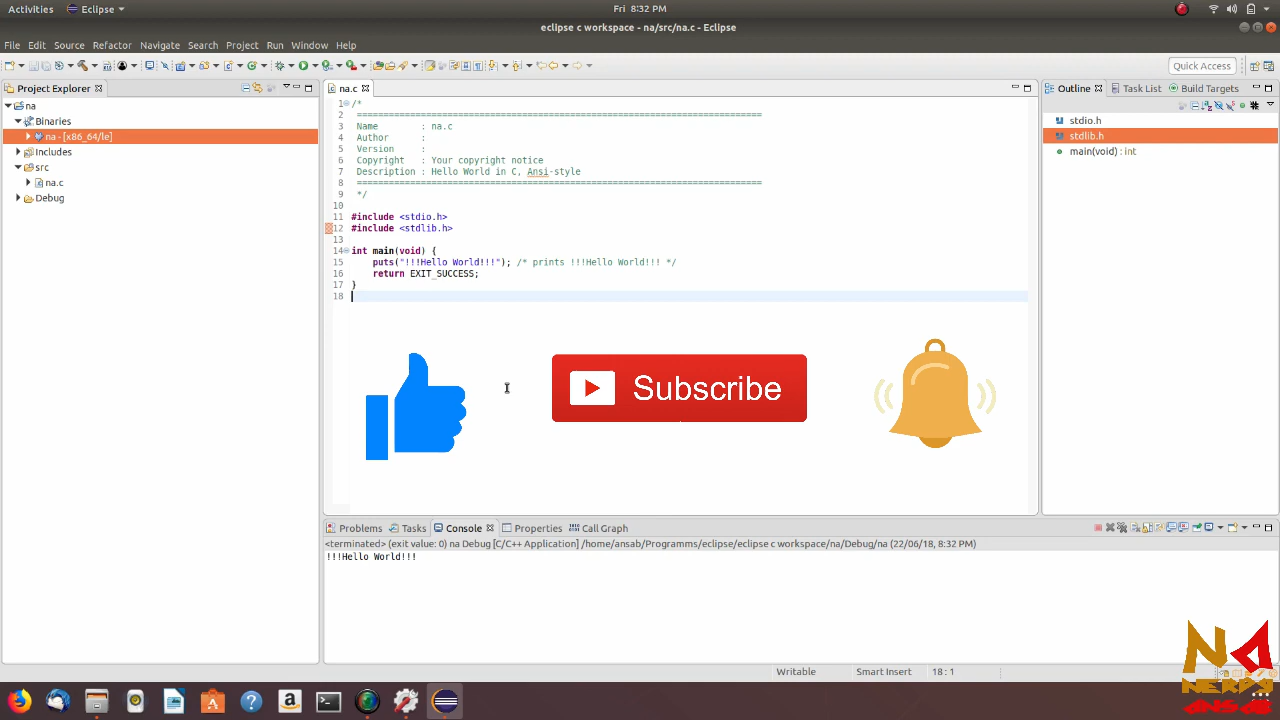 Activities Eclipse Fri 8:32 PM
eclipse c workspace - na/src/na.c - Eclipse
File Edit Source Refactor Navigate Search Project Run Window Help
Quick Access
Project Explorer
na
Binaries
na - [x86_64/le]
Includes
src
na.c
Debug
na.c
1 /*
2 ============================================================================
3 Name : na.c
4 Author :
5 Version :
6 Copyright : Your copyright notice
7 Description : Hello World in C, Ansi-style
8 ============================================================================
9 */
10
11 #include <stdio.h>
12 #include <stdlib.h>
13
14 int main(void) {
15 puts("!!!Hello World!!!"); /* prints !!!Hello World!!! */
16 return EXIT_SUCCESS;
17 }
18
Outline Task List Build Targets
stdio.h
stdlib.h
main(void) : int
Subscribe
Problems Tasks Console Properties Call Graph
<terminated> (exit value: 0) na Debug [C/C++ Application] /home/ansab/Programms/eclipse/eclipse c workspace/na/Debug/na (22/06/18, 8:32 PM)
!!!Hello World!!!
Writable Smart Insert 18 : 1
NA
NERDY